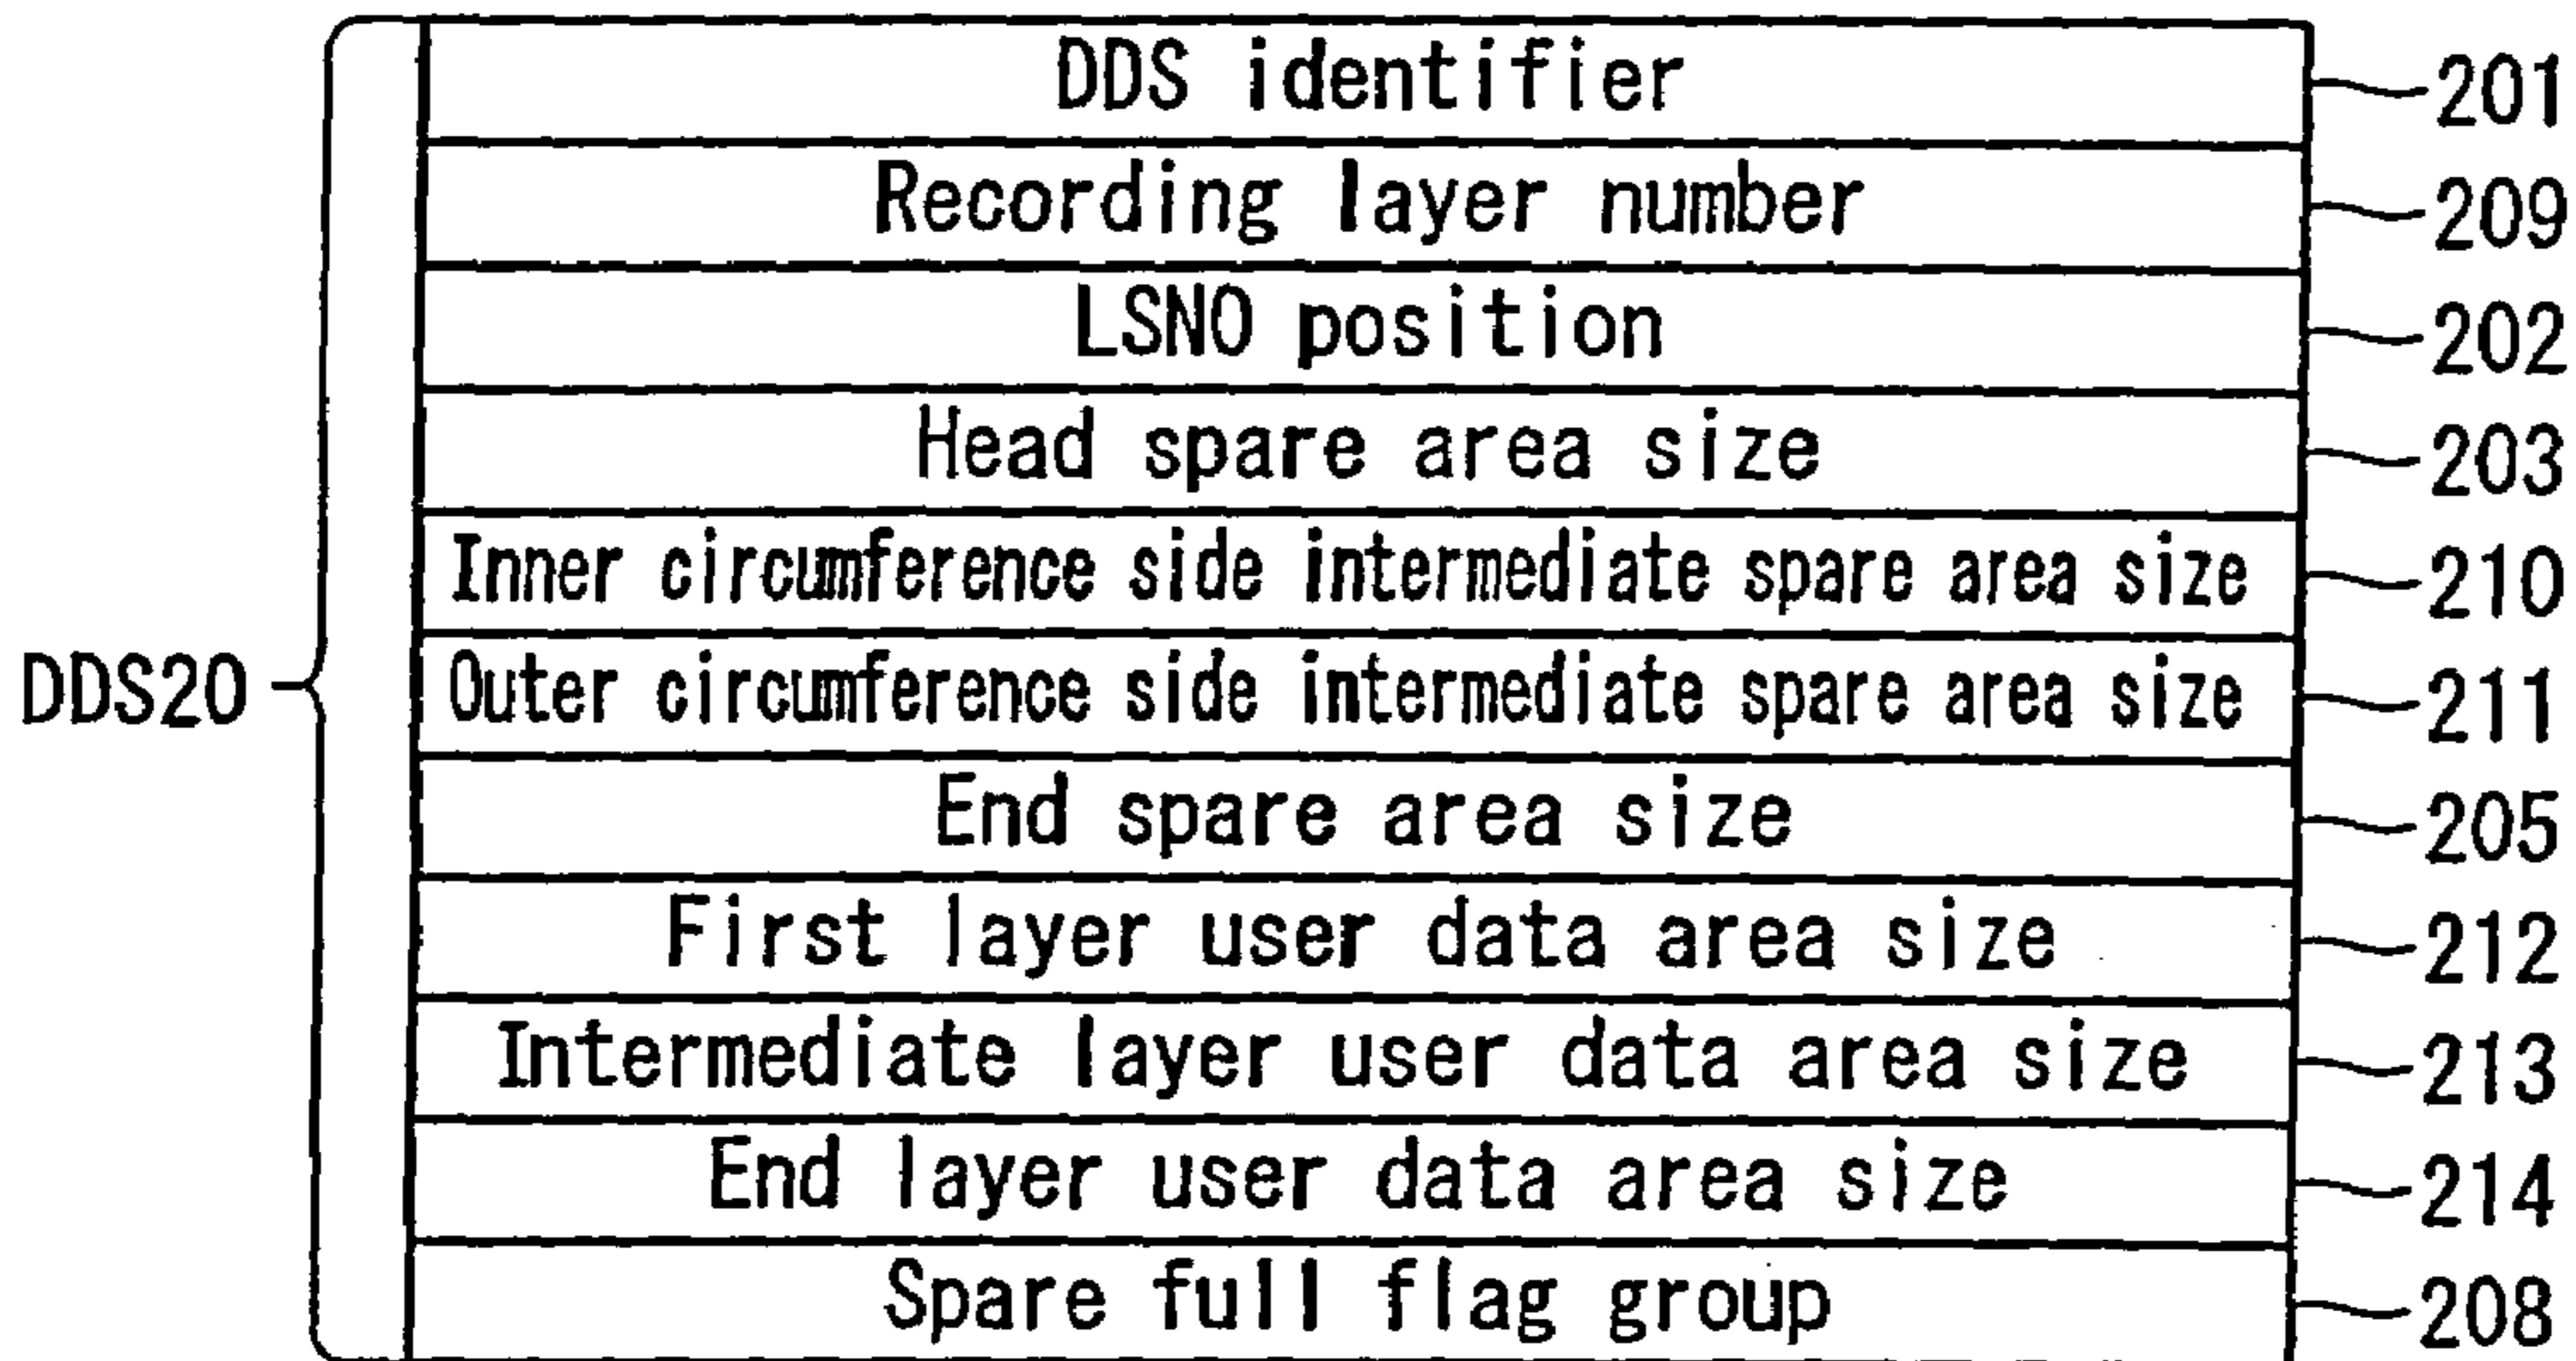 DDS identifier 201
Recording layer number 209
LSN0 position 202
Head spare area size 203
Inner circumference side intermediate spare area size 210
Outer circumference side intermediate spare area size 211
DDS20
End spare area size 205
First layer user data area size 212
Intermediate layer user data area size 213
End layer user data area size 214
Spare full flag group 208